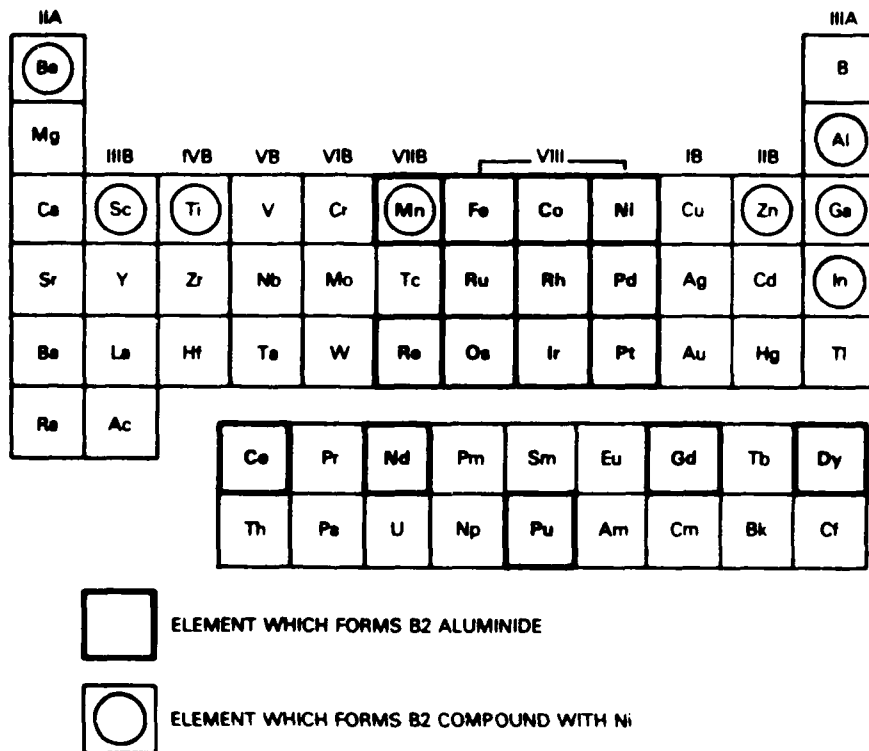 IIA IIIA
Be B
Mg IIIB IVB VB VIB VIIB VIII IB IIB Al
Ca Sc Ti V Cr Mn Fe Co Ni Cu Zn Ga
Sr Y Zr Nb Mo Tc Ru Rh Pd Ag Cd In
Ba La Hf Ta W Re Os Ir Pt Au Hg Tl
Ra Ac
Ce Pr Nd Pm Sm Eu Gd Tb Dy
Th Pa U Np Pu Am Cm Bk Cf
ELEMENT WHICH FORMS B2 ALUMINIDE
ELEMENT WHICH FORMS B2 COMPOUND WITH Ni